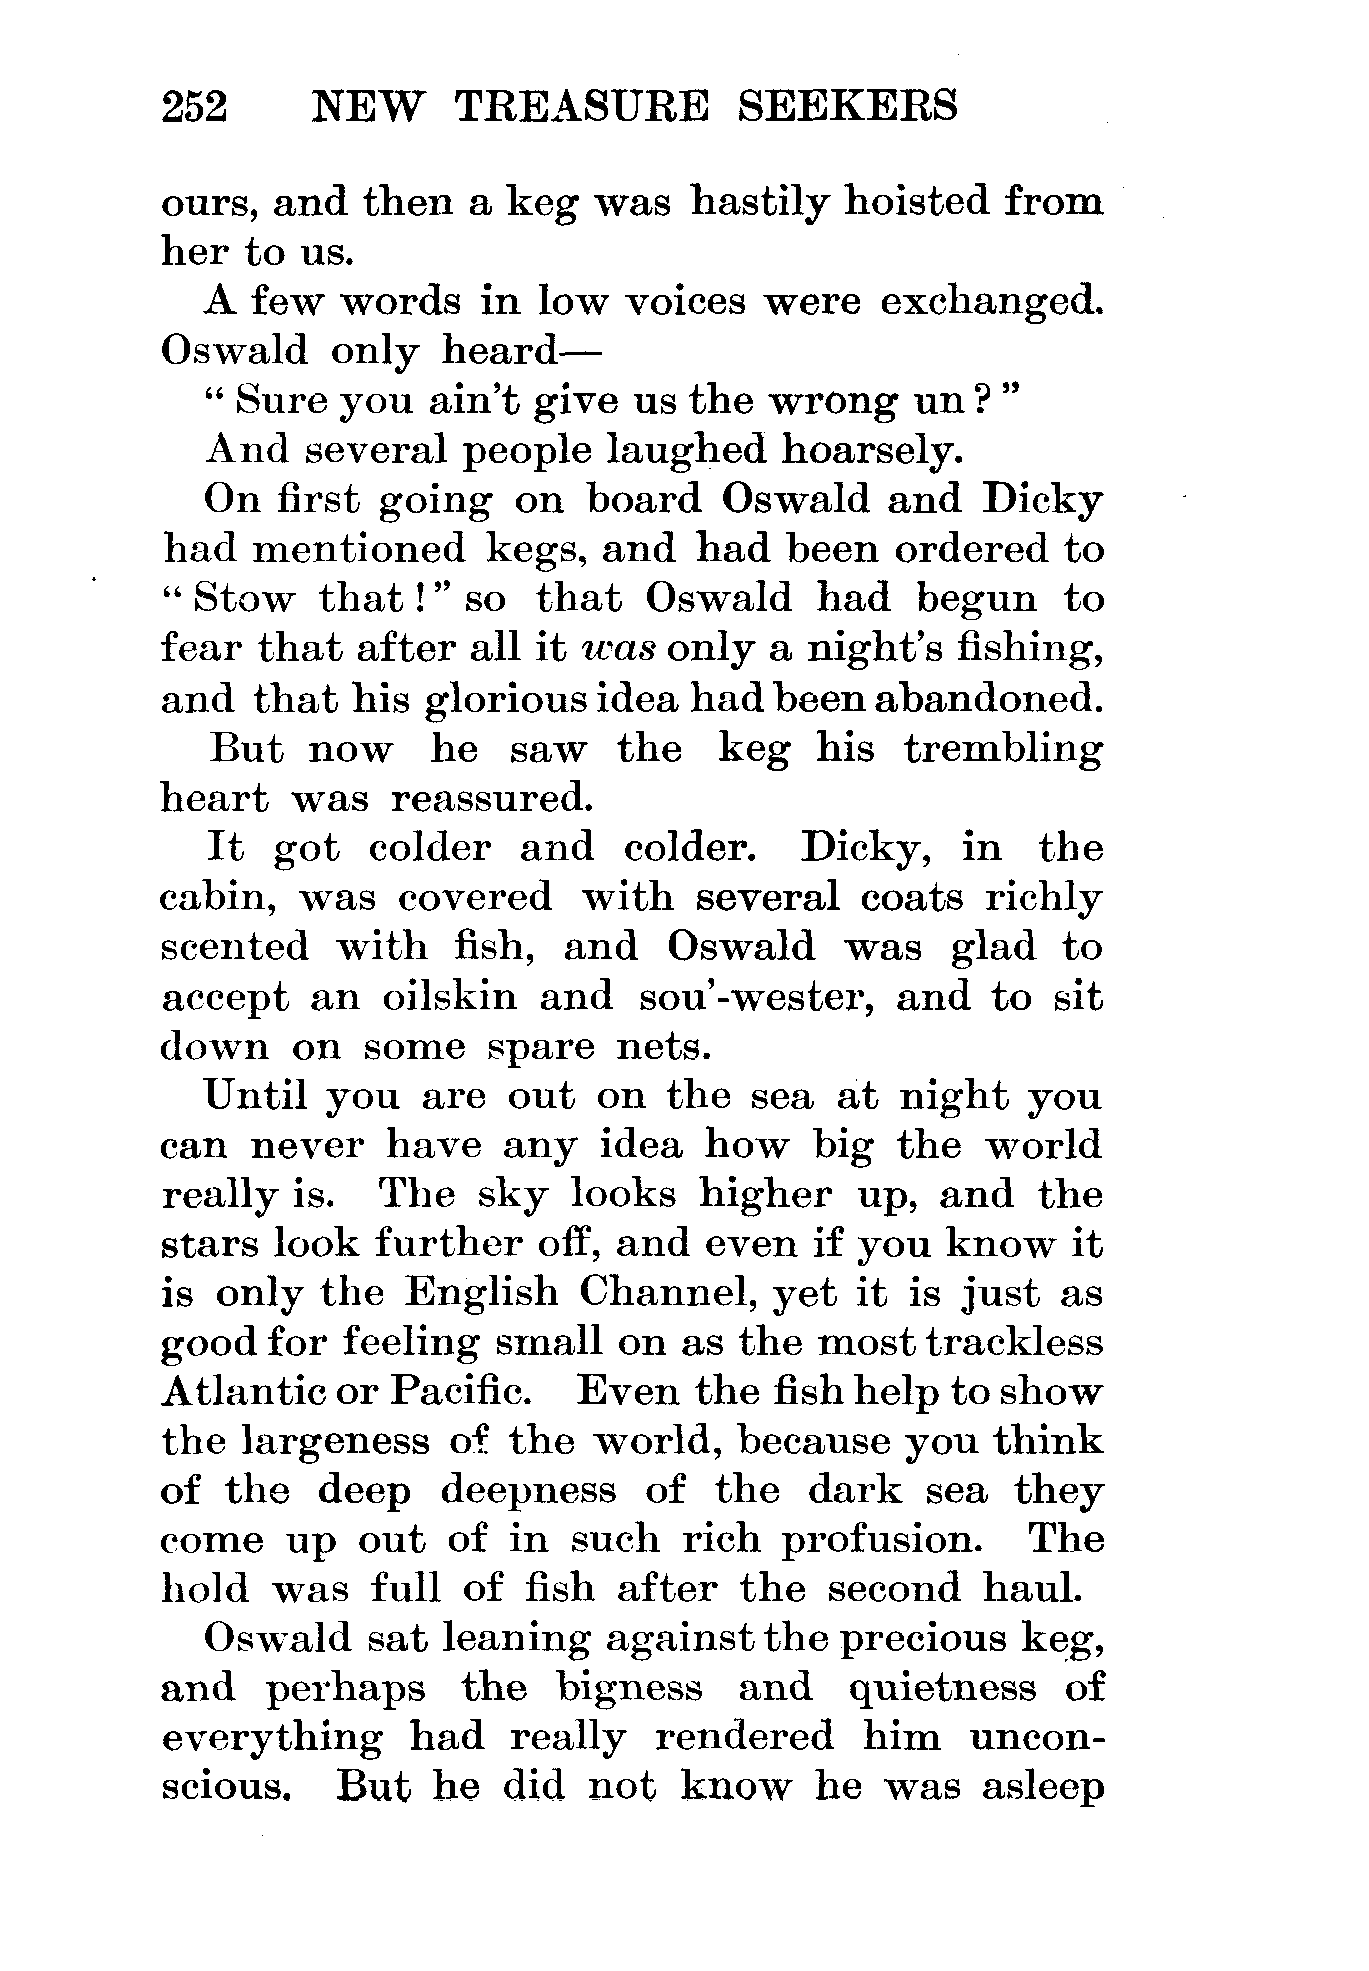 252 NEW TREASURE SEEKERS
ours, and then a keg was hastily hoisted from
her to us.
A few words in low voices were exchanged.
Oswald only heard—
“ Sure you ain’t give us the wrong un ? ”
And several people laughed hoarsely.
On first going on board Oswald and Dicky
had mentioned kegs, and had been ordered to
“ Stow that ! ” so that Oswald had begun to
fear that after all it was only a night’s fishing,
and that his glorious idea had been abandoned.
But now he saw the keg his trembling
heart was reassured.
It got colder and colder. Dicky, in the
cabin, was covered with several coats richly
scented with fish, and Oswald was glad to
accept an oilskin and sou’-wester, and to sit
down on some spare nets.
Until you are out on the sea at night you
can never have any idea how big the world
really is. The sky looks higher up, and the
stars look further off, and even if you know it
is only the English Channel, yet it is just as
good for feeling small on as the most trackless
Atlantic or Pacific. Even the fish help to show
the largeness of the world, because you think
of the deep deepness of the dark sea they
come up out of in such rich profusion. The
hold was full of fish after the second haul.
Oswald sat leaning against the precious keg,
and perhaps the bigness and quietness of
everything had really rendered him uncon-
scious. But he did not know he was asleep